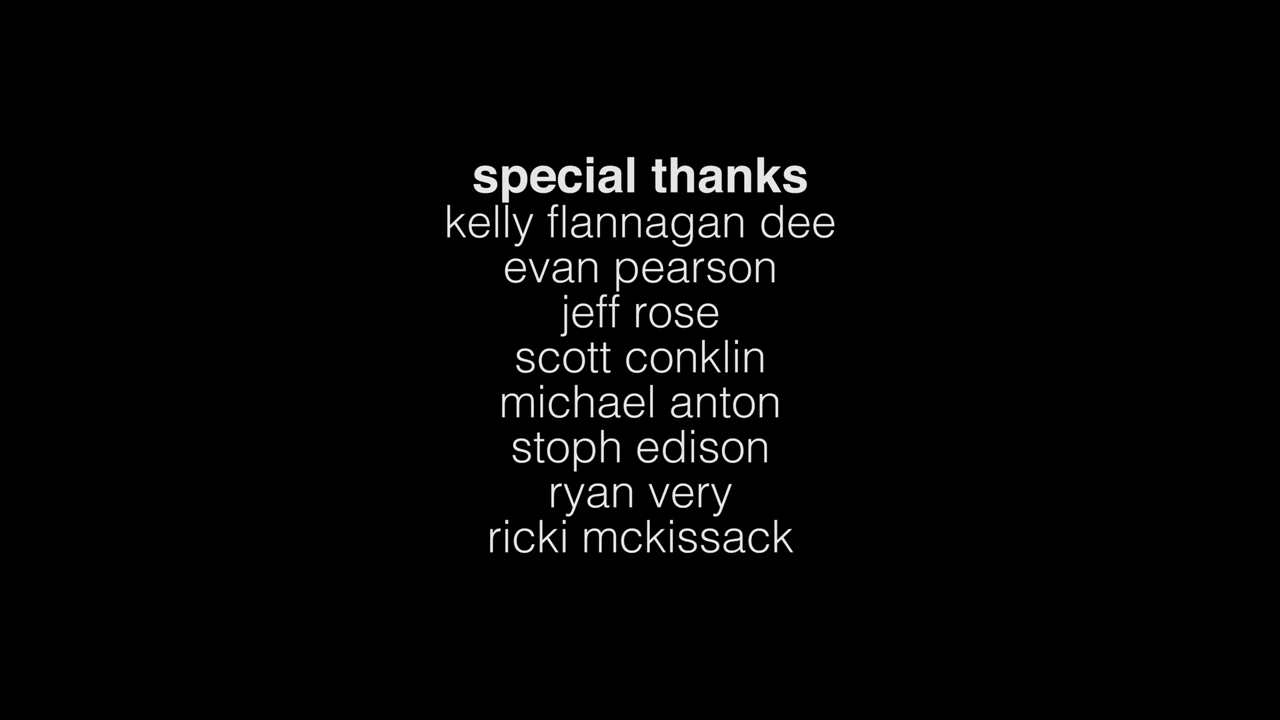 special thanks
kelly flannagan dee
evan pearson
jeff rose
scott conklin
michael anton
stoph edison
ryan very
ricki mckissack